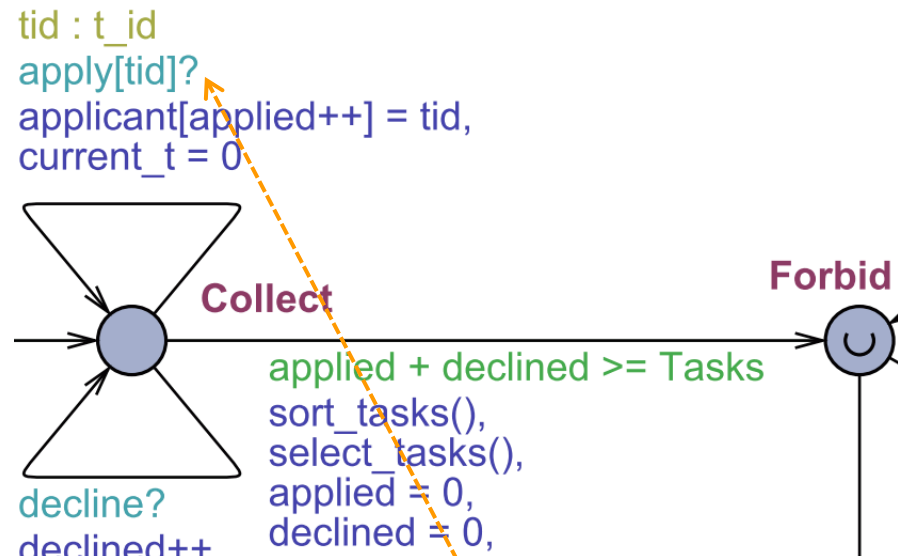 tid : t_id
apply[tid]?
applicant[applied++] = tid,
current_t = 0
Collect
Forbid
applied + declined >= Tasks
sort_tasks(),
select_tasks(),
applied = 0,
declined = 0,
decline?
declined++